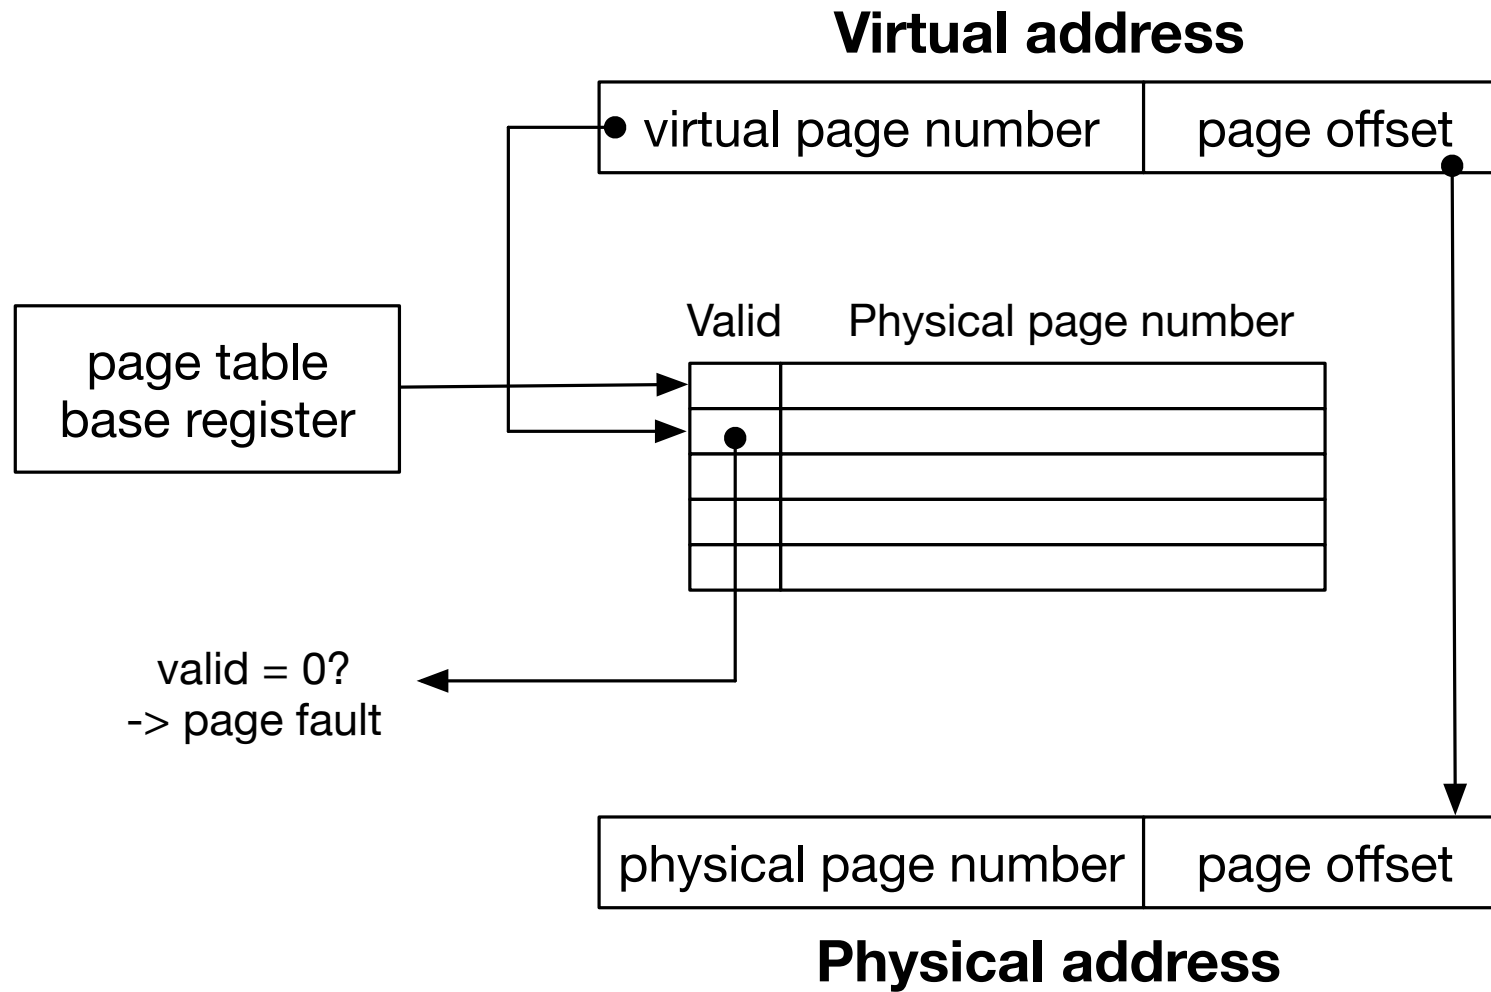 Virtual address
virtual page number page offset
Valid Physical page number
page table
base register
valid = 0?
-> page fault
physical page number page offset
Physical address